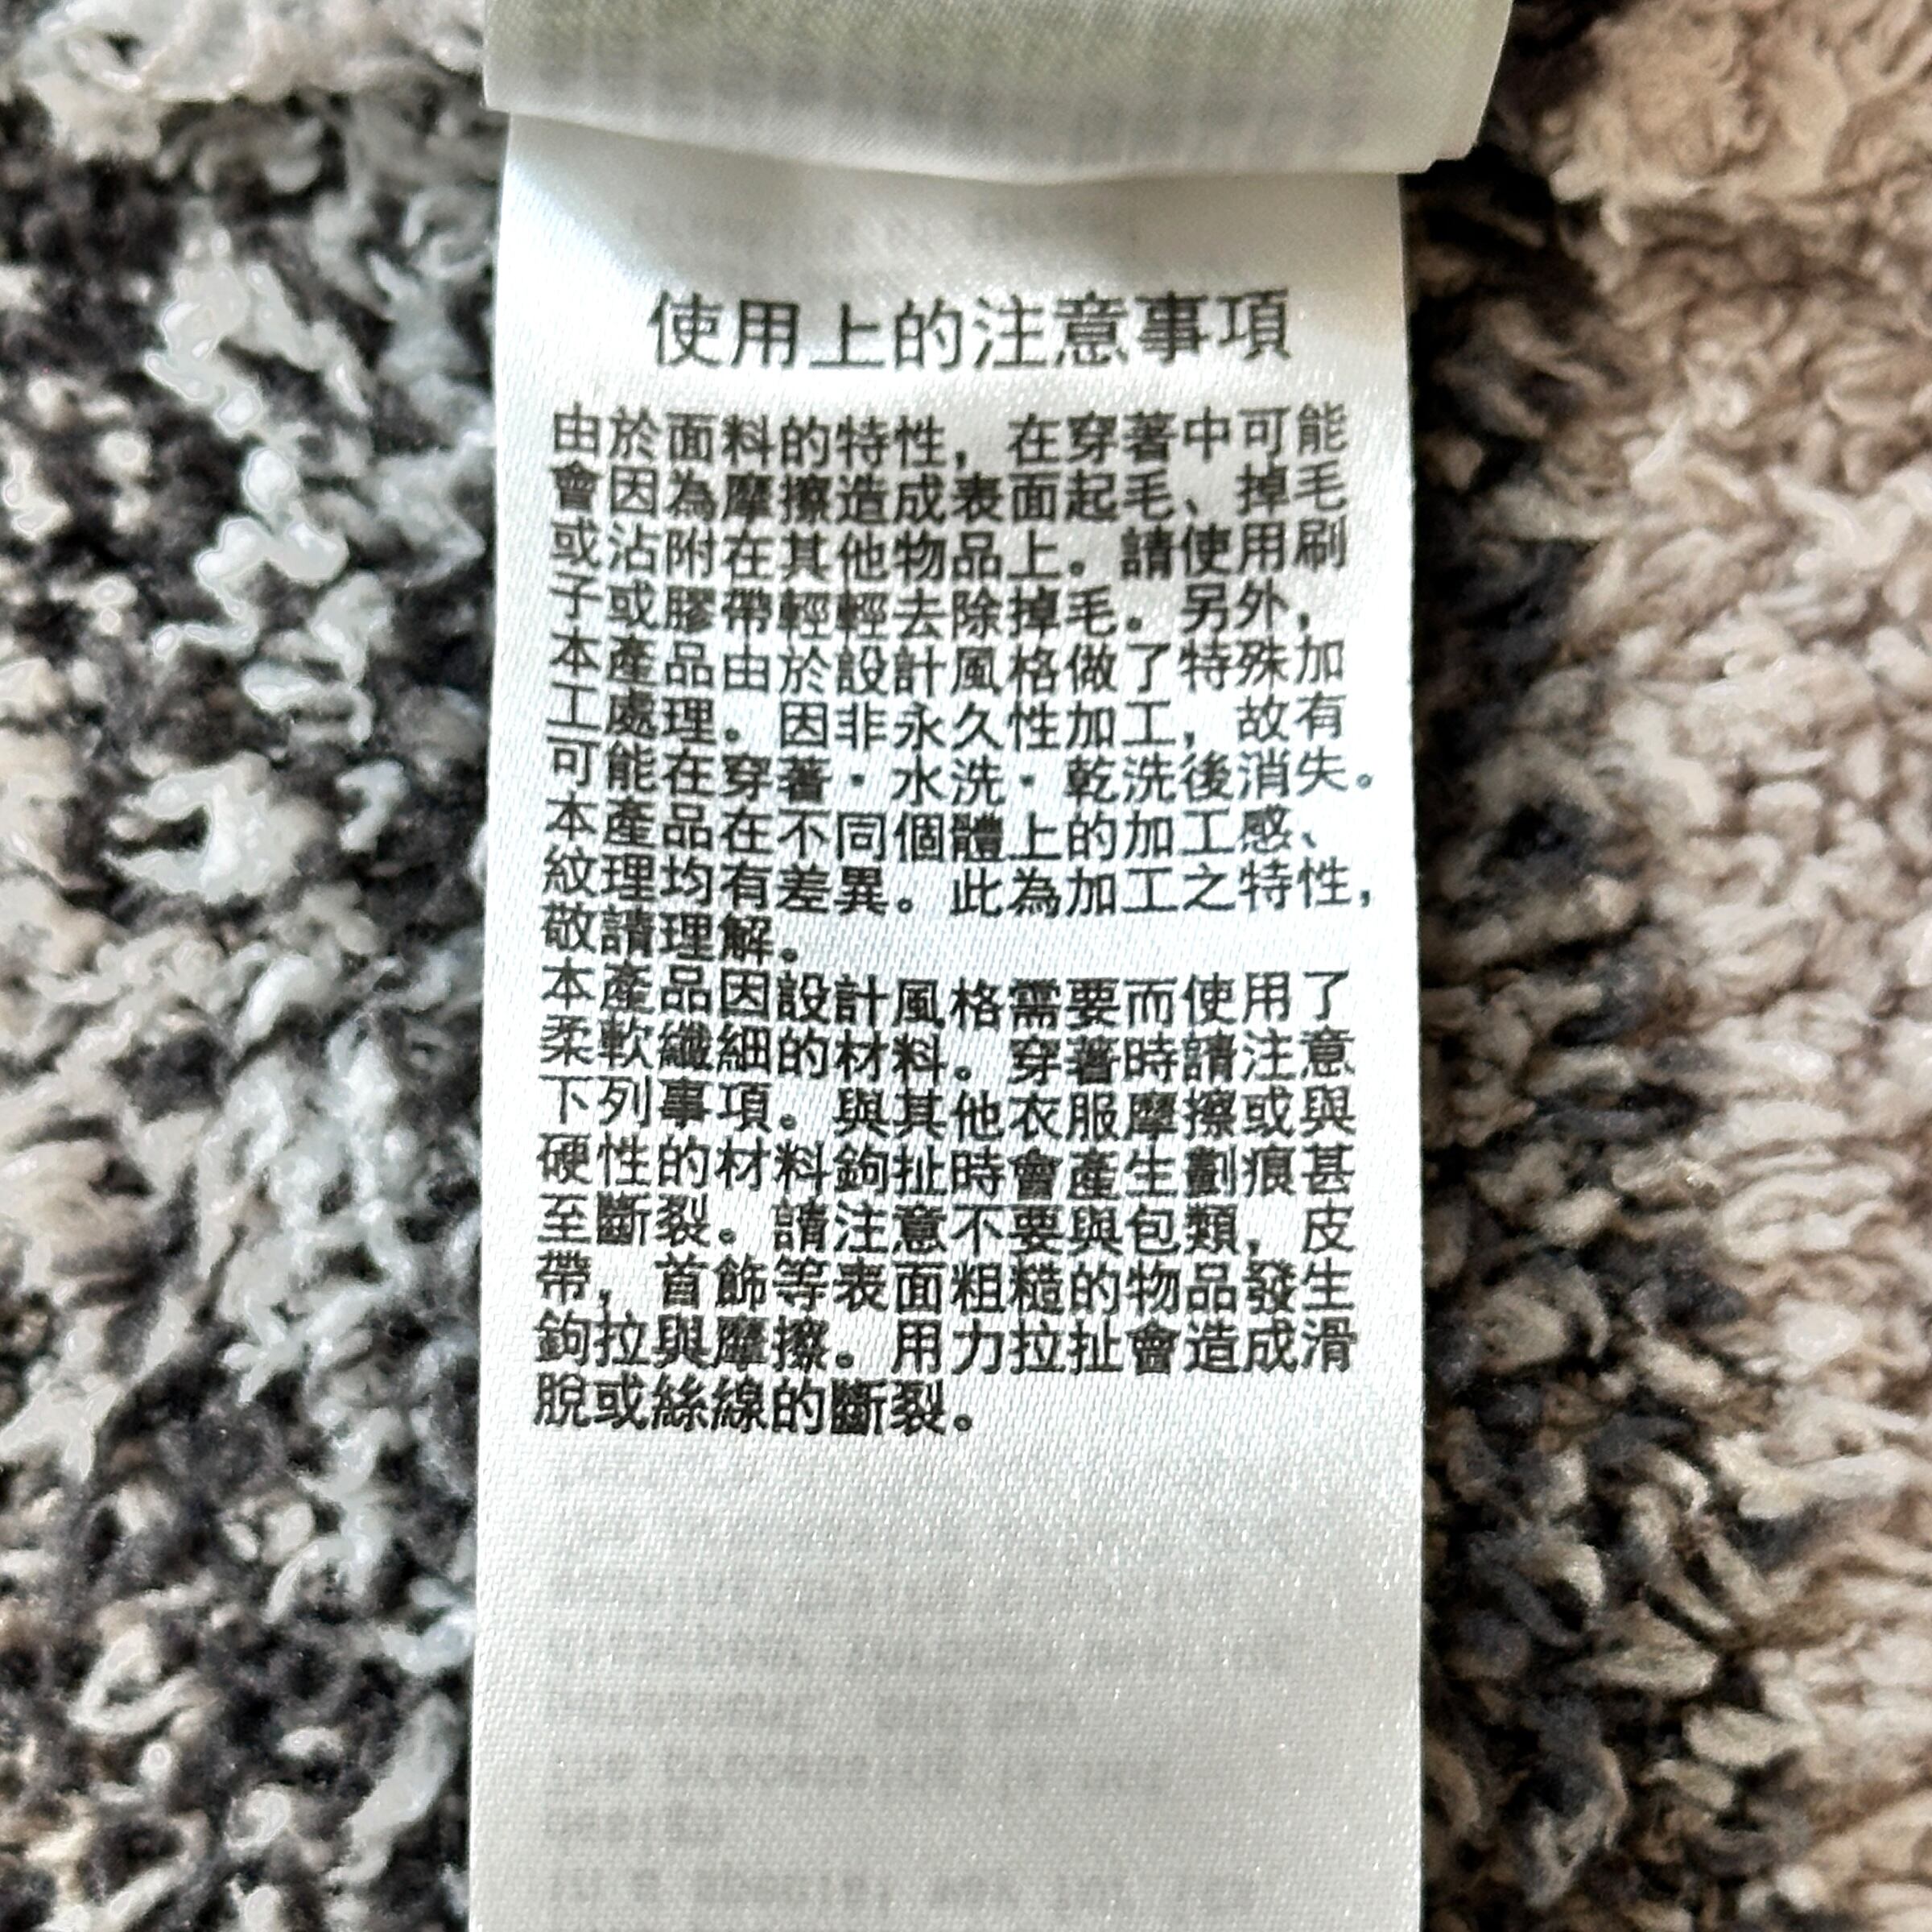 使用上的注意事項
由於面料的特性，在穿著中可能
會因為摩擦造成表面起毛、掉毛
或沾附在其他物品上。請使用刷
子或膠帶輕輕去除掉毛。另外，
本產品由於設計風格做了特殊加
工處理。因非永久性加工，故有
可能在穿著・水洗・乾洗後消失。
本產品在不同個體上的加工感、
紋理均有差異。此為加工之特性，
敬請理解。
本產品因設計風格需要而使用了
柔軟纖細的材料。穿著時請注意
下列事項。與其他衣服摩擦或與
硬性的材料鉤扯時會產生劃痕甚
至斷裂。請注意不要與包類，皮
帶，首飾等表面粗糙的物品發生
鉤拉與摩擦。用力拉扯會造成滑
脫或絲線的斷裂。